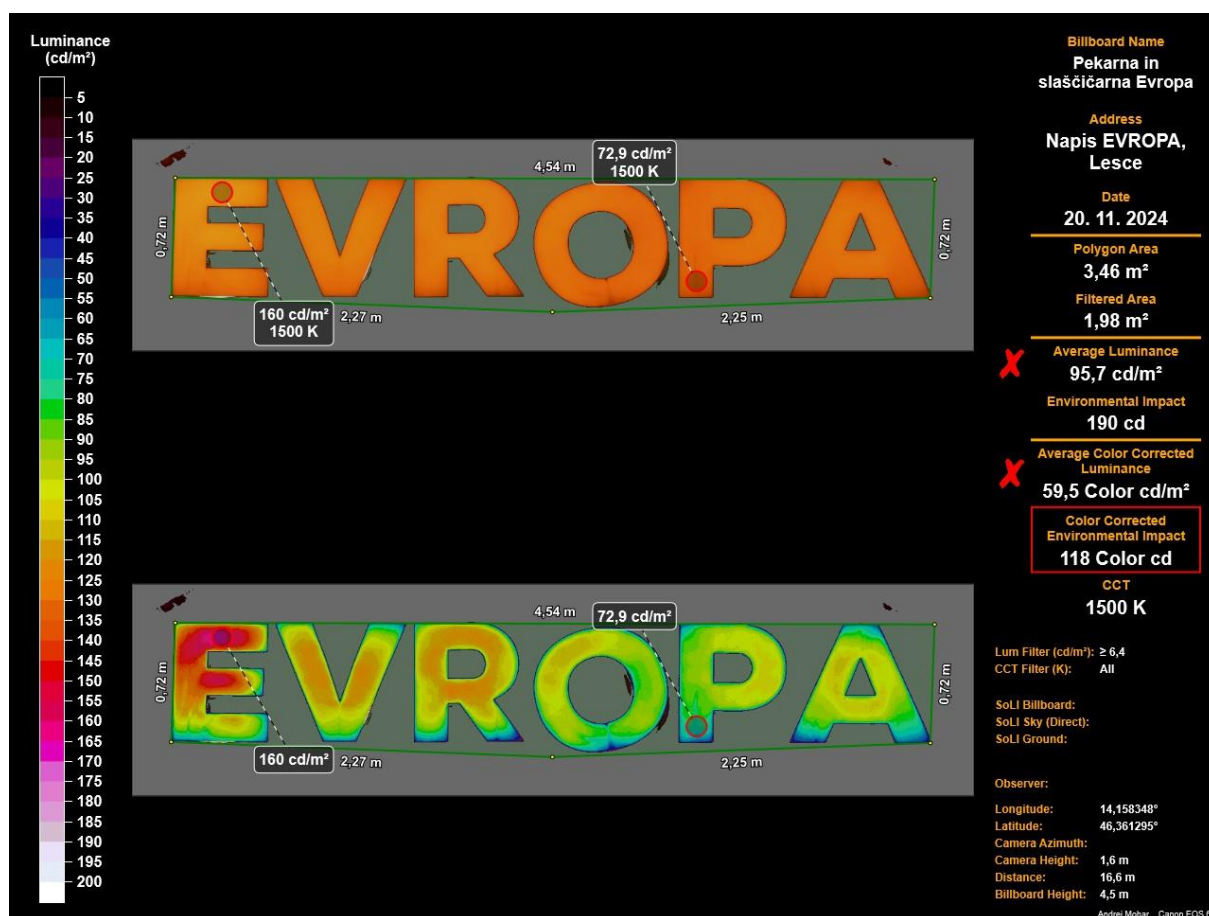 Luminance
(cd/m²)
5
10
15
20
25
30
35
40
45
50
55
60
65
70
75
80
85
90
95
100
105
110
115
120
125
130
135
140
145
150
155
160
165
170
175
180
185
190
195
200
4,54 m
72,9 cd/m²
1500 K
0,72 m
EVROPA
0,72 m
160 cd/m²
1500 K
2,27 m
2,25 m
4,54 m
72,9 cd/m²
0,72 m
EVROPA
0,72 m
160 cd/m²
2,27 m
2,25 m
Billboard Name
Pekarna in
slaščičarna Evropa
Address
Napis EVROPA,
Lesce
Date
20. 11. 2024
Polygon Area
3,46 m²
Filtered Area
1,98 m²
Average Luminance
✗
95,7 cd/m²
Environmental Impact
190 cd
Average Color Corrected
Luminance
✗
59,5 Color cd/m²
Color Corrected
Environmental Impact
118 Color cd
CCT
1500 K
Lum Filter (cd/m²): ≥ 6,4
CCT Filter (K): All
SoLI Billboard:
SoLI Sky (Direct):
SoLI Ground:
Observer:
Longitude: 14,158348°
Latitude: 46,361295°
Camera Azimuth:
Camera Height: 1,6 m
Distance: 16,6 m
Billboard Height: 4,5 m
Andrej Mohar Canon EOS